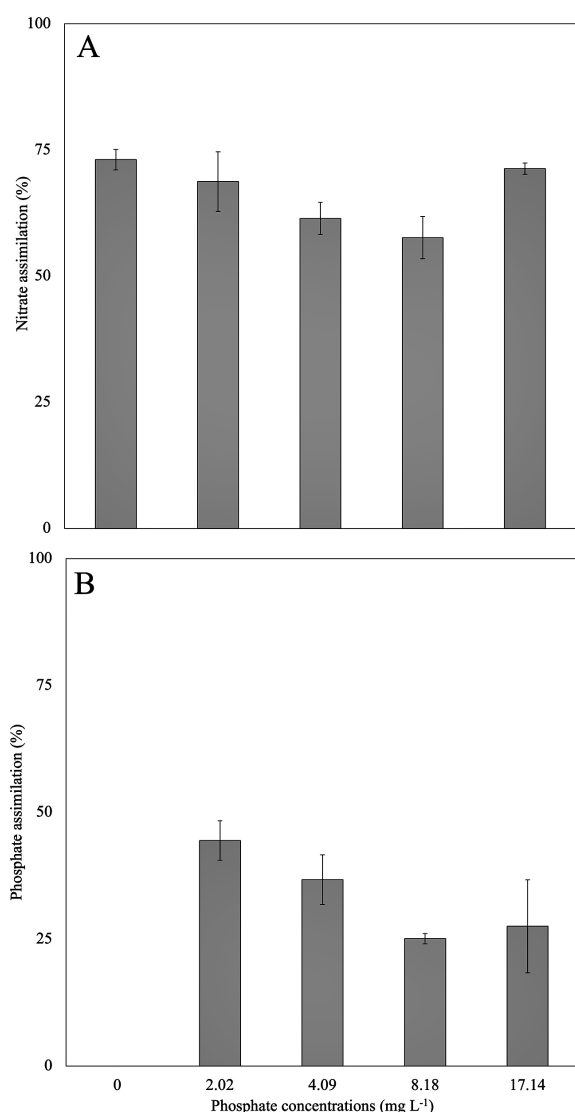 100
A
75
50
25
0
Nitrate assimilation (%)
100
B
75
50
25
0
Phosphate assimilation (%)
0 2.02 4.09 8.18 17.14
Phosphate concentrations (mg L⁻¹)